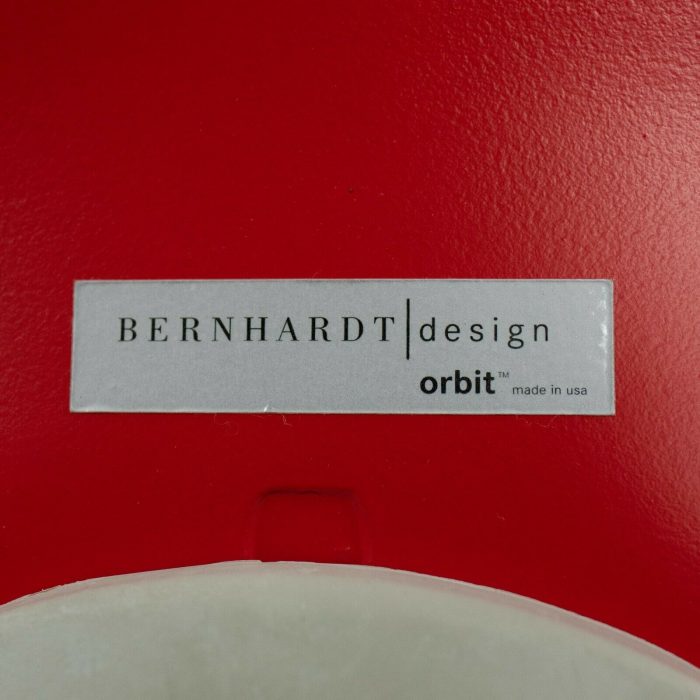 BERNHARDT|design
orbit™ made in usa